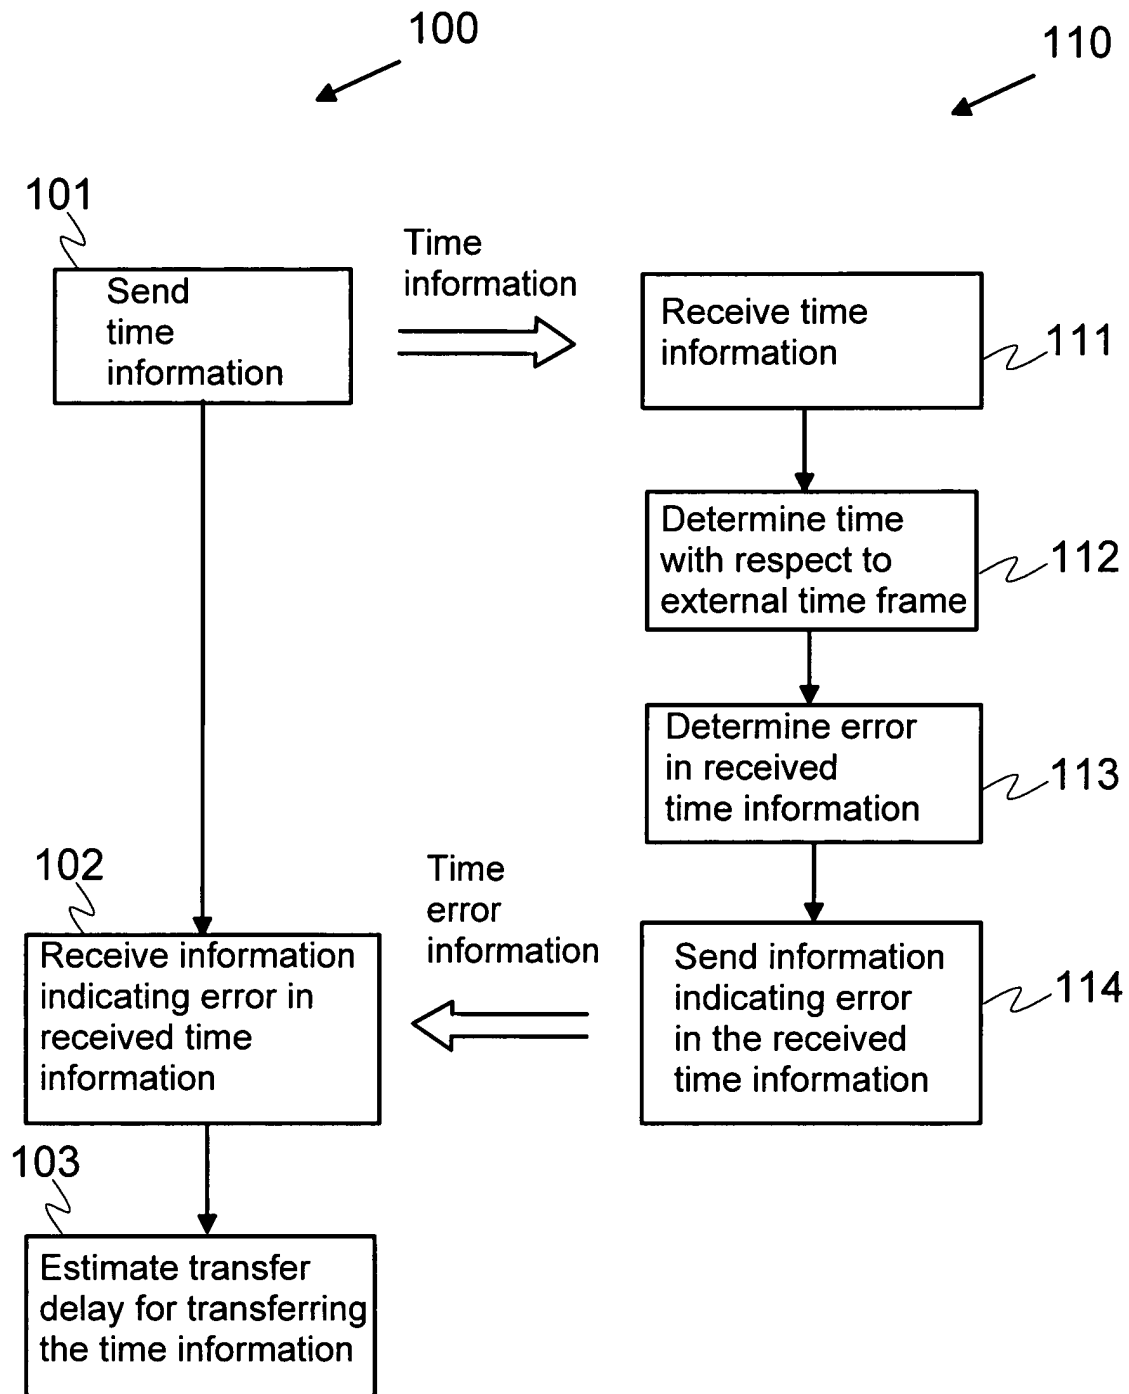 100
110
101
Send
time
information
Time
information
Receive time
information
111
Determine time
with respect to
external time frame
112
Determine error
in received
time information
113
102
Receive information
indicating error in
received time
information
Time
error
information
Send information
indicating error
in the received
time information
114
103
Estimate transfer
delay for transferring
the time information